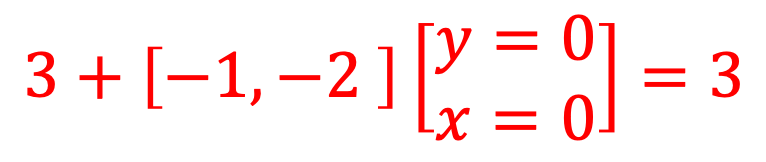 3 + [−1, −2 ] [y = 0
x = 0] = 3